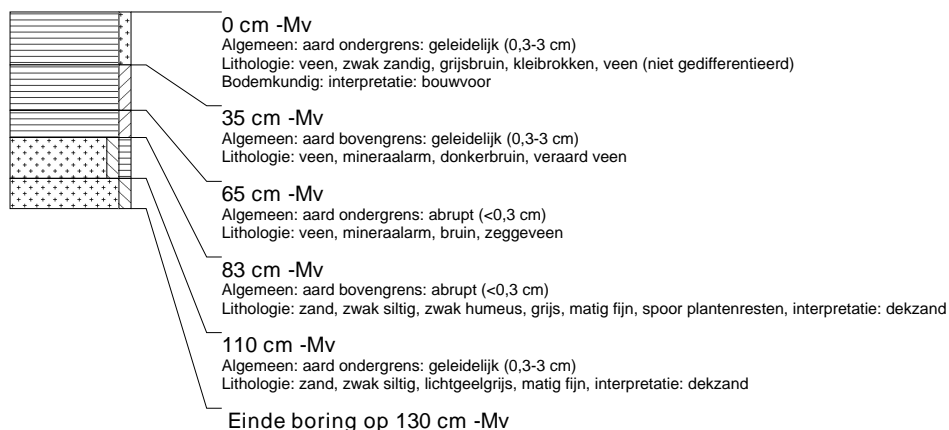 0 cm -Mv
Algemeen: aard ondergrens: geleidelijk (0,3-3 cm)
Lithologie: veen, zwak zandig, grijsbruin, kleibrokken, veen (niet gedifferentieerd)
Bodemkundig: interpretatie: bouwvoor
35 cm -Mv
Algemeen: aard bovengrens: geleidelijk (0,3-3 cm)
Lithologie: veen, mineraalarm, donkerbruin, veraard veen
65 cm -Mv
Algemeen: aard ondergrens: abrupt (<0,3 cm)
Lithologie: veen, mineraalarm, bruin, zeggeveen
83 cm -Mv
Algemeen: aard bovengrens: abrupt (<0,3 cm)
Lithologie: zand, zwak siltig, zwak humeus, grijs, matig fijn, spoor plantenresten, interpretatie: dekzand
110 cm -Mv
Algemeen: aard ondergrens: geleidelijk (0,3-3 cm)
Lithologie: zand, zwak siltig, lichtgeelgrijs, matig fijn, interpretatie: dekzand
Einde boring op 130 cm -Mv